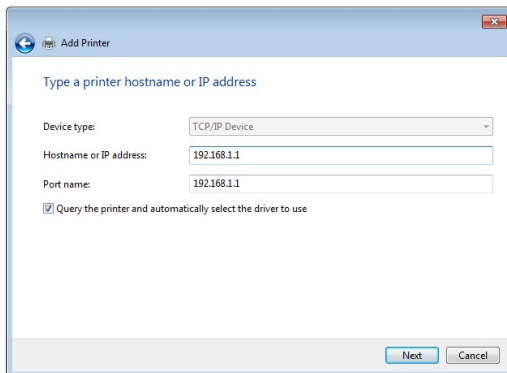 Add Printer
Type a printer hostname or IP address
Device type: TCP/IP Device
Hostname or IP address: 192.168.1.1
Port name: 192.168.1.1
Query the printer and automatically select the driver to use
Next Cancel